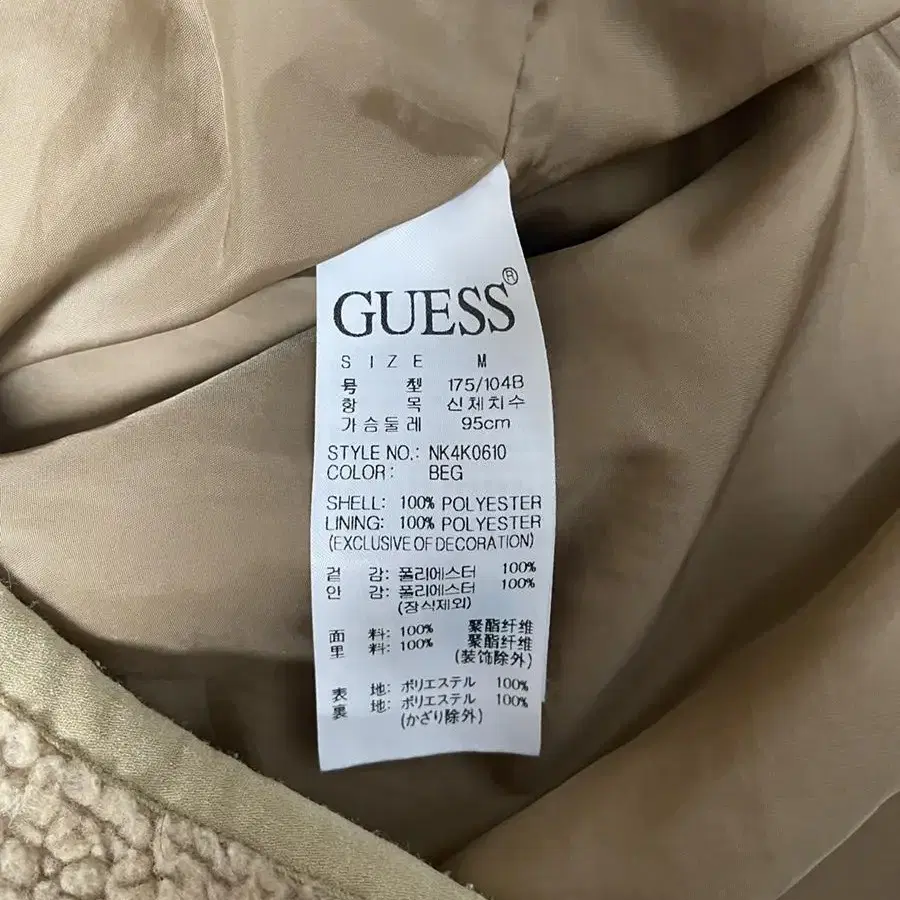 GUESS®
SIZE M
号 型 175/104B
항 목 신체치수
가슴둘레 95cm
STYLE NO.: NK4K0610
COLOR: BEG
SHELL: 100% POLYESTER
LINING: 100% POLYESTER
(EXCLUSIVE OF DECORATION)
겉 감: 폴리에스터 100%
안 감: 폴리에스터 100%
(장식제외)
面 料: 100% 聚酯纤维
里 料: 100% 聚酯纤维
(装饰除外)
表 地: ポリエステル 100%
裏 地: ポリエステル 100%
(かざり除外)